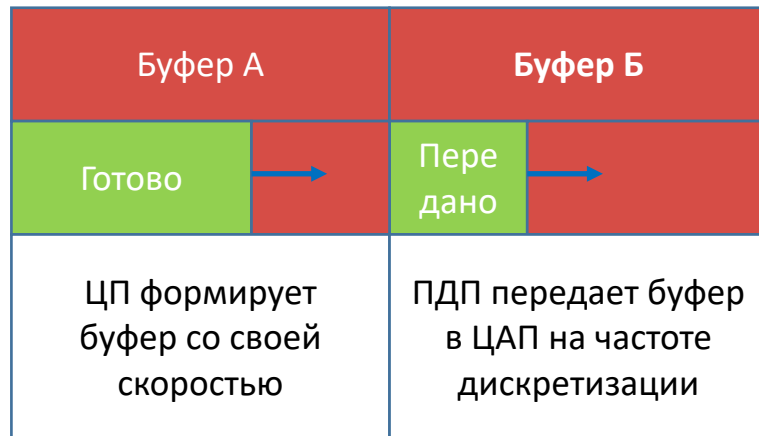 Буфер А
Буфер Б
Готово
Пере
дано
ЦП формирует
буфер со своей
скоростью
ПДП передает буфер
в ЦАП на частоте
дискретизации